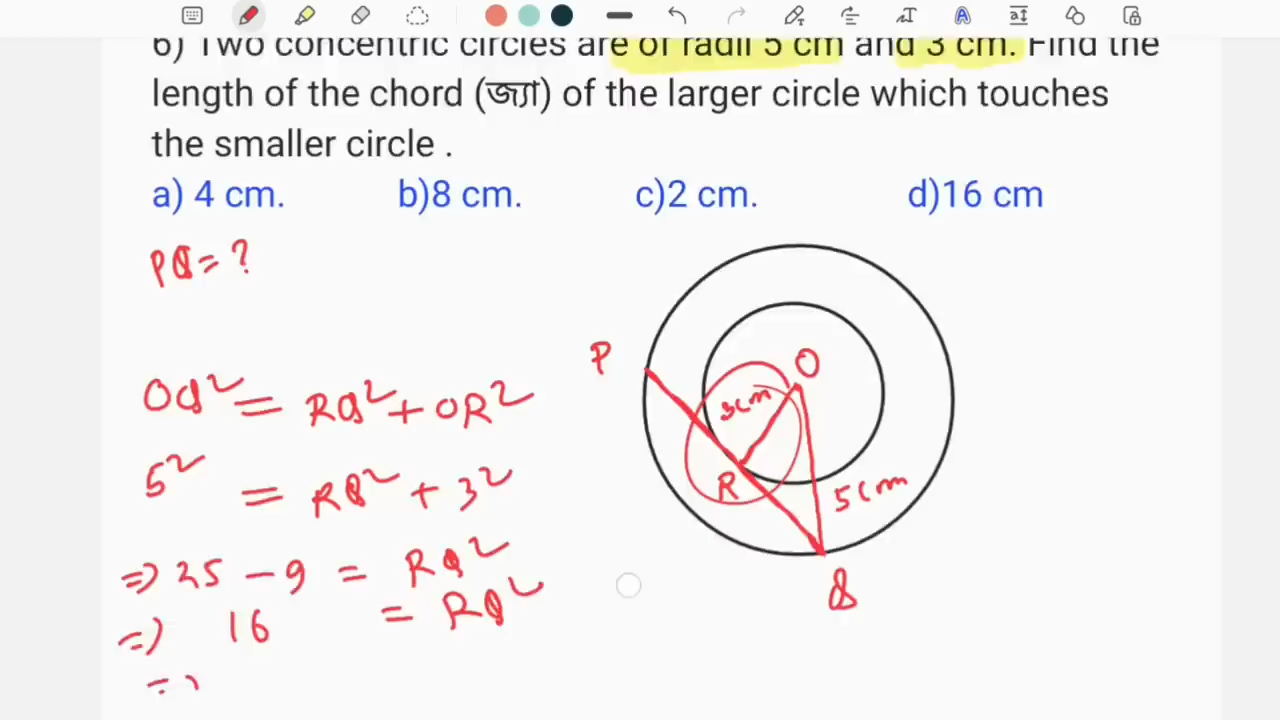 6) Two concentric circles are of radii 5 cm and 3 cm. Find the
length of the chord (জ্যা) of the larger circle which touches
the smaller circle .
a) 4 cm. b)8 cm. c)2 cm. d)16 cm
PQ = ?
OQ² = RQ² + OR²
5² = RQ² + 3²
=> 25 - 9 = RQ²
=> 16 = RQ²
P
O
3cm
R
5cm
Q